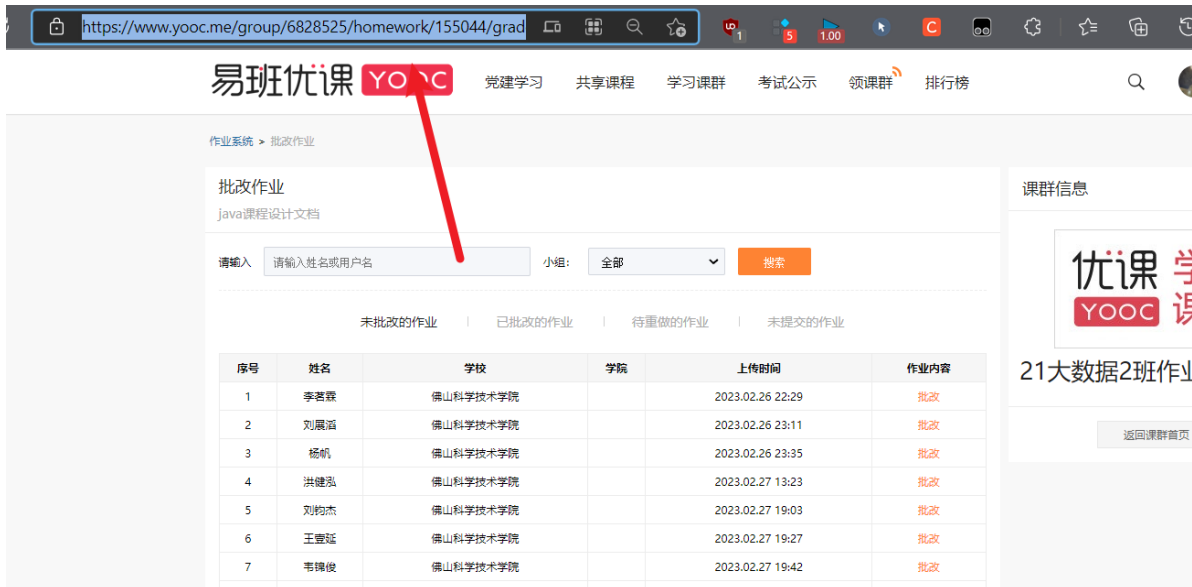 https://www.yooc.me/group/6828525/homework/155044/grad
1
5
1.00
C
易班优课 YOOC 党建学习 共享课程 学习课群 考试公示 领课群 排行榜
作业系统 > 批改作业
批改作业
java课程设计文档
请输入 请输入姓名或用户名 小组: 全部 搜索
未批改的作业 已批改的作业 待重做的作业 未提交的作业
序号 姓名 学校 学院 上传时间 作业内容
1 李茗霖 佛山科学技术学院 2023.02.26 22:29 批改
2 刘展滔 佛山科学技术学院 2023.02.26 23:11 批改
3 杨帆 佛山科学技术学院 2023.02.26 23:35 批改
4 洪健泓 佛山科学技术学院 2023.02.27 13:23 批改
5 刘钧杰 佛山科学技术学院 2023.02.27 19:03 批改
6 王壹延 佛山科学技术学院 2023.02.27 19:27 批改
7 韦锦俊 佛山科学技术学院 2023.02.27 19:42 批改
课群信息
优课
YOOC
21大数据2班作业
返回课群首页